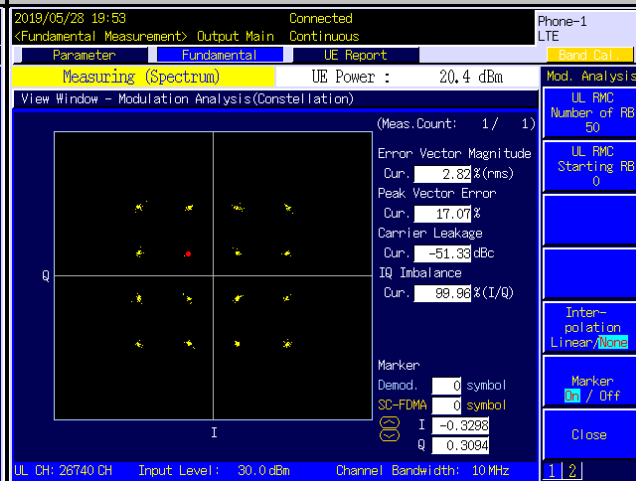 2019/05/28 19:53 Connected Phone-1
<Fundamental Measurement> Output Main Continuous LTE
Parameter Fundamental UE Report Band Cal.
Measuring (Spectrum) UE Power : 20.4 dBm Mod. Analysis
View Window - Modulation Analysis(Constellation)
UL RMC
Number of RB
50
(Meas.Count: 1/ 1)
Error Vector Magnitude
Cur. 2.82 %(rms)
UL RMC
Starting RB
0
Peak Vector Error
Cur. 17.07 %
Carrier Leakage
Cur. -51.33 dBc
IQ Imbalance
Cur. 99.96 %(I/Q)
Q
I
Inter-
polation
Linear/None
Marker
Demod. 0 symbol
SC-FDMA 0 symbol
I -0.3298
Q 0.3094
Marker
On / Off
Close
UL CH: 26740 CH Input Level: 30.0 dBm Channel Bandwidth: 10 MHz 1 2